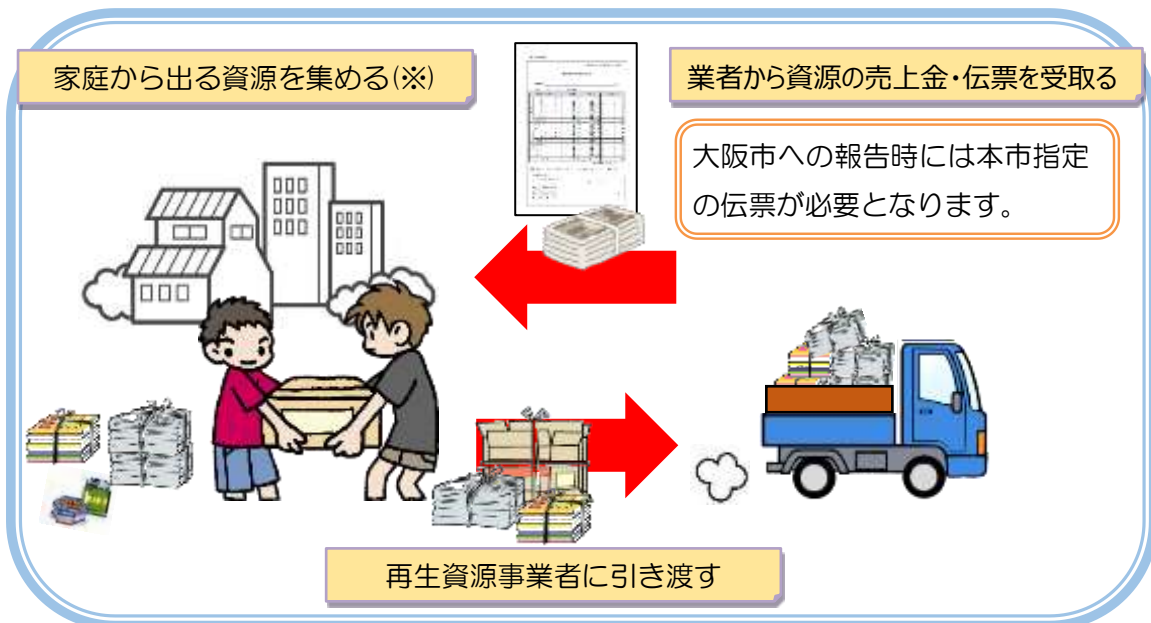 家庭から出る資源を集める(※)
業者から資源の売上金・伝票を受取る
大阪市への報告時には本市指定
の伝票が必要となります。
再生資源事業者に引き渡す